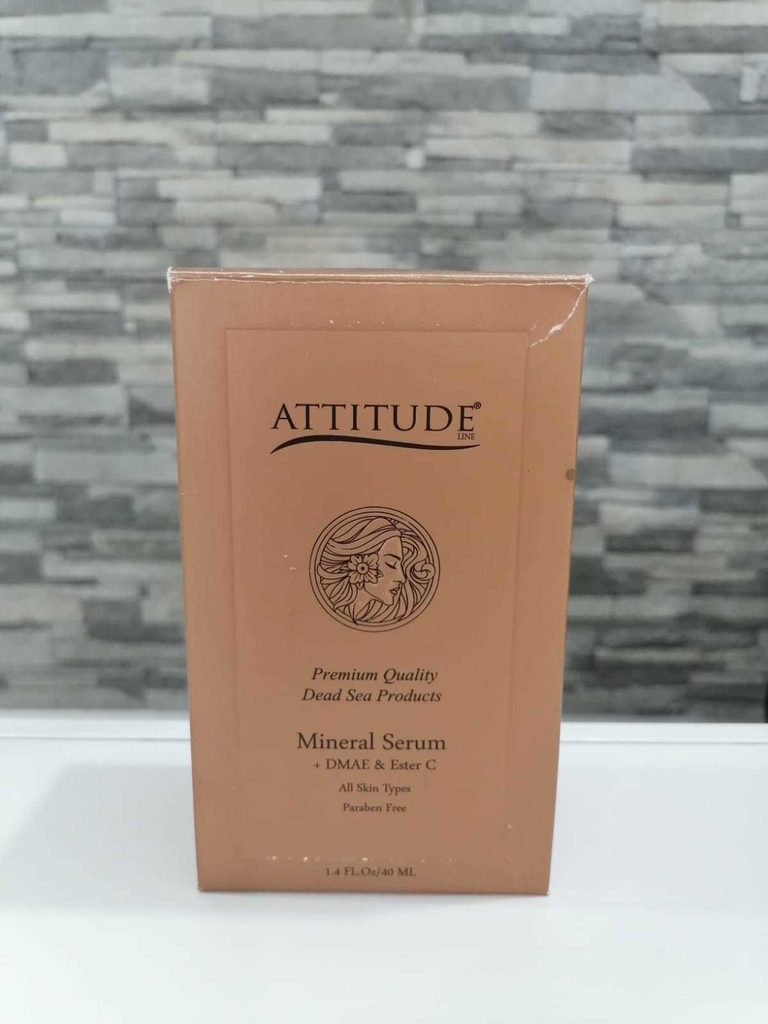 ATTITUDE®
LINE
Premium Quality
Dead Sea Products
Mineral Serum
+ DMAE & Ester C
All Skin Types
Paraben Free
1.4 FL.Oz/40 ML